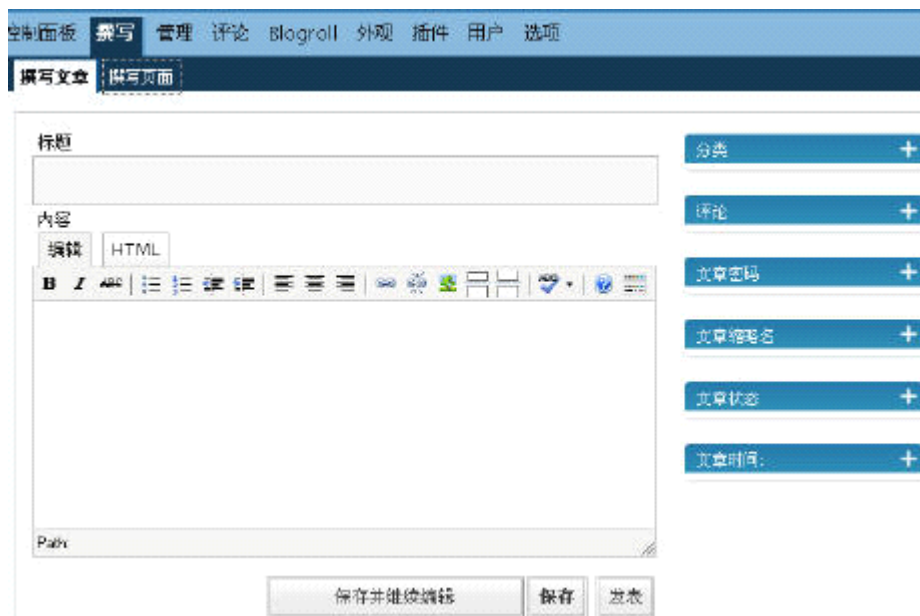 控制面板 撰写 管理 评论 Blogroll 外观 插件 用户 选项
撰写文章 撰写页面
标题
分类
评论
内容
编辑 HTML
B I ABC
文章密码
文章缩略名
文章状态
文章时间:
Path:
保存并继续编辑 保存 发表